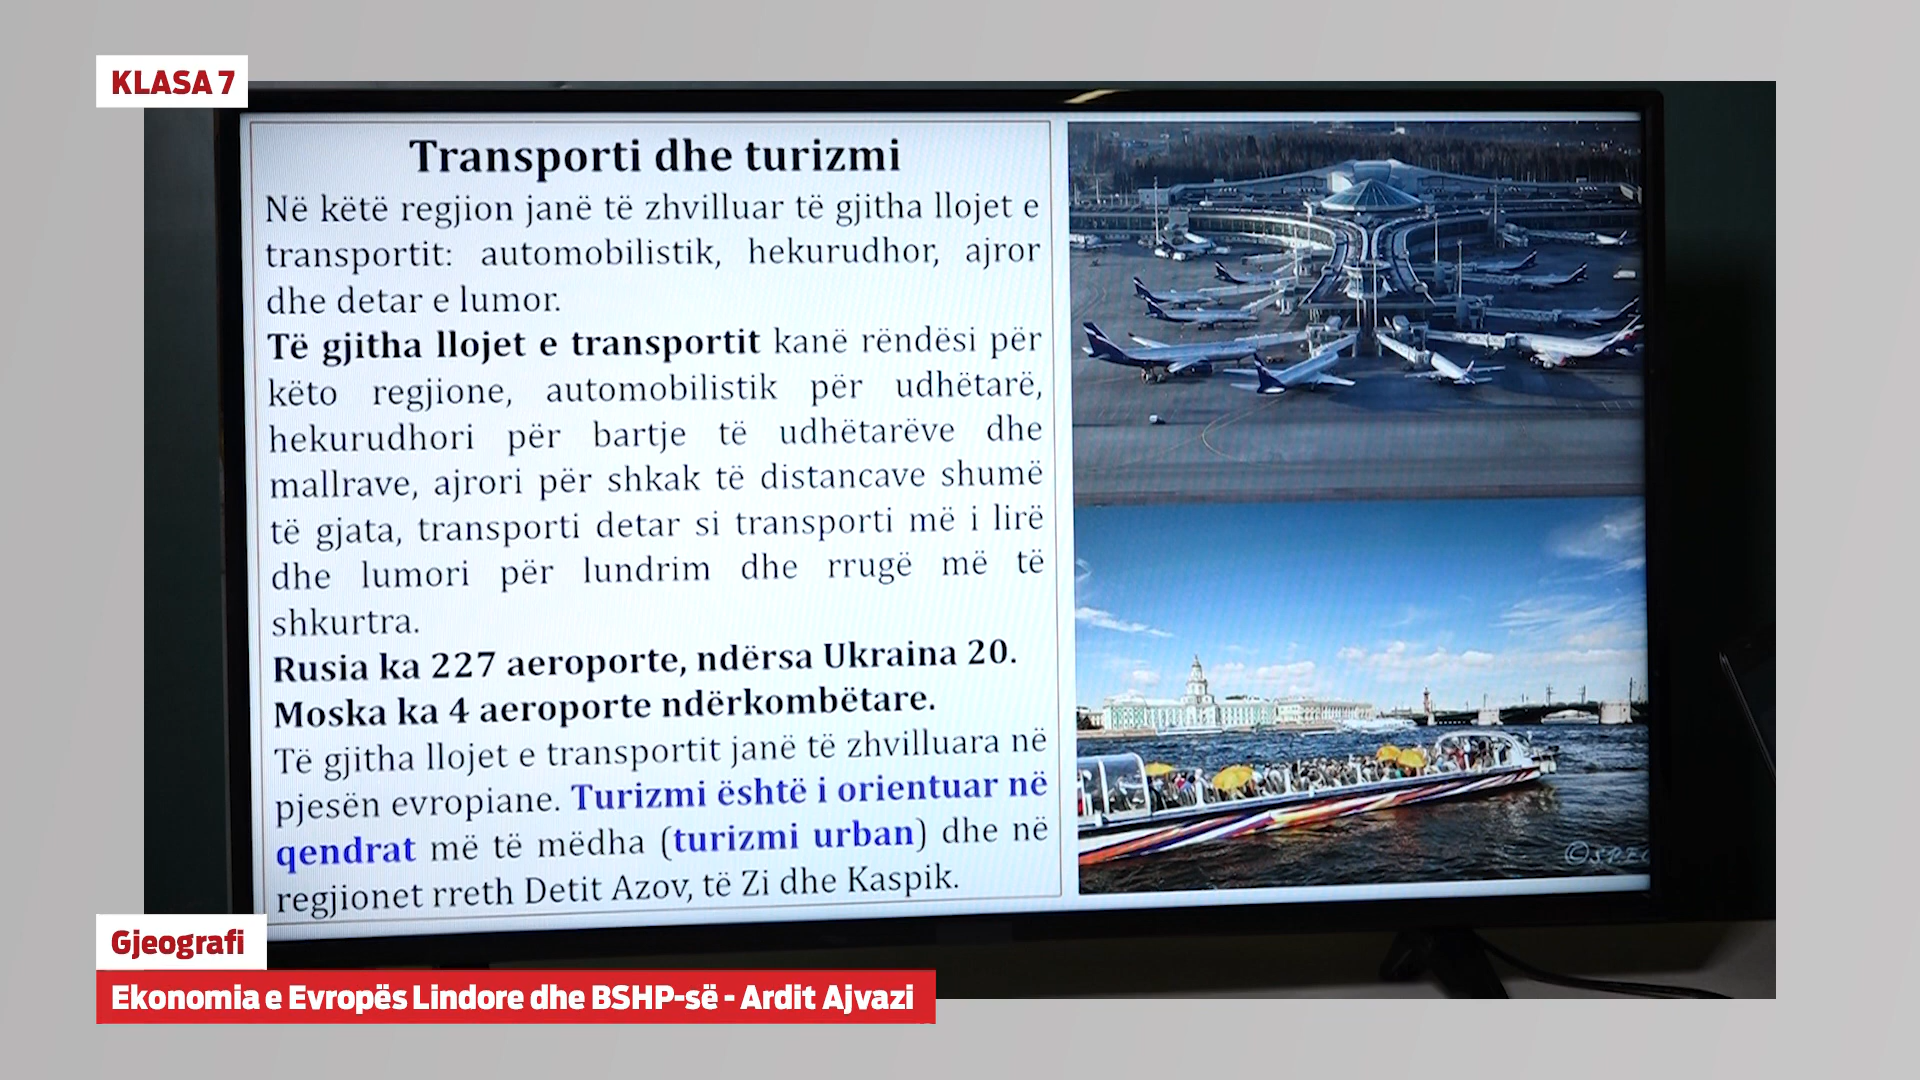 KLASA 7
Transporti dhe turizmi
Në këtë regjion janë të zhvilluar të gjitha llojet e
transportit: automobilistik, hekurudhor, ajror
dhe detar e lumor.
Të gjitha llojet e transportit kanë rëndësi për
këto regjione, automobilistik për udhëtarë,
hekurudhori për bartje të udhëtarëve dhe
mallrave, ajrori për shkak të distancave shumë
të gjata, transporti detar si transporti më i lirë
dhe lumori për lundrim dhe rrugë më të
shkurtra.
Rusia ka 227 aeroporte, ndërsa Ukraina 20.
Moska ka 4 aeroporte ndërkombëtare.
Të gjitha llojet e transportit janë të zhvilluara në
pjesën evropiane. Turizmi është i orientuar në
qendrat më të mëdha (turizmi urban) dhe në
regjionet rreth Detit Azov, të Zi dhe Kaspik.
Gjeografi
Ekonomia e Evropës Lindore dhe BSHP-së - Ardit Ajvazi